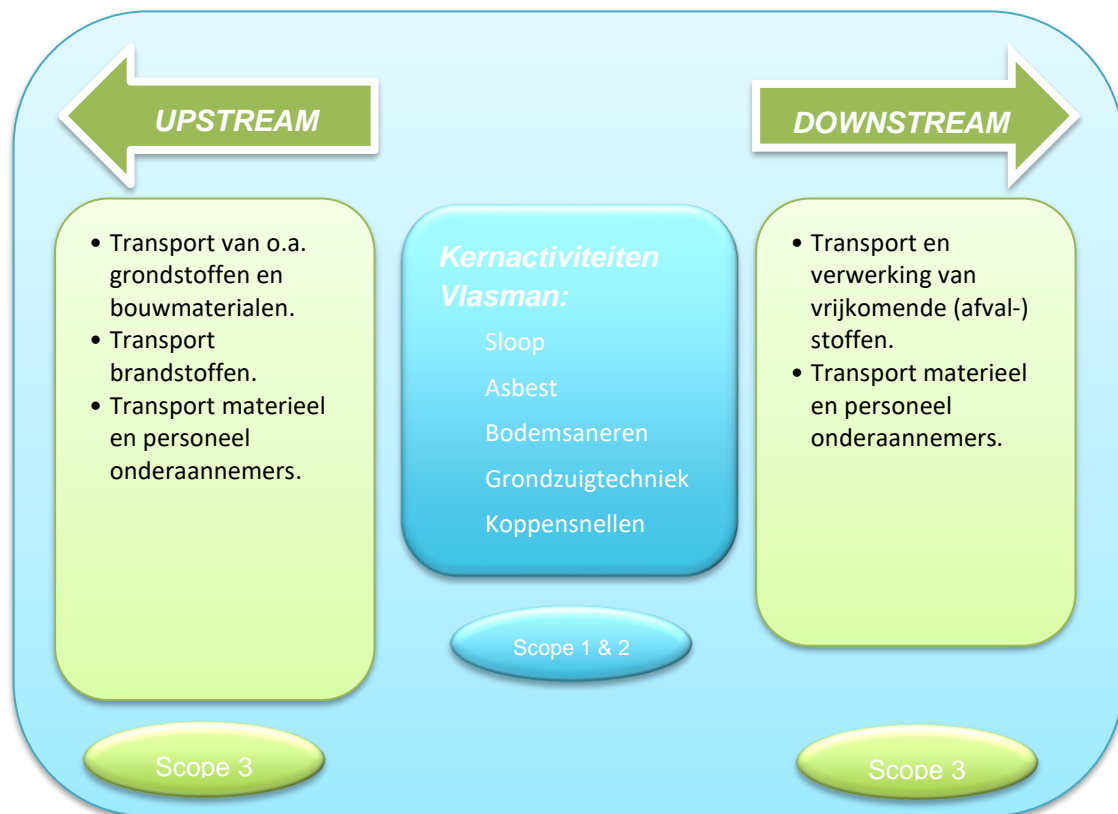 UPSTREAM
DOWNSTREAM
• Transport van o.a.
grondstoffen en
bouwmaterialen.
• Transport
brandstoffen.
• Transport materieel
en personeel
onderaannemers.
Kernactiviteiten
Vlasman:
Sloop
Asbest
Bodemsaneren
Grondzuigtechniek
Koppensnellen
• Transport en
verwerking van
vrijkomende (afval-)
stoffen.
• Transport materieel
en personeel
onderaannemers.
Scope 1 & 2
Scope 3
Scope 3